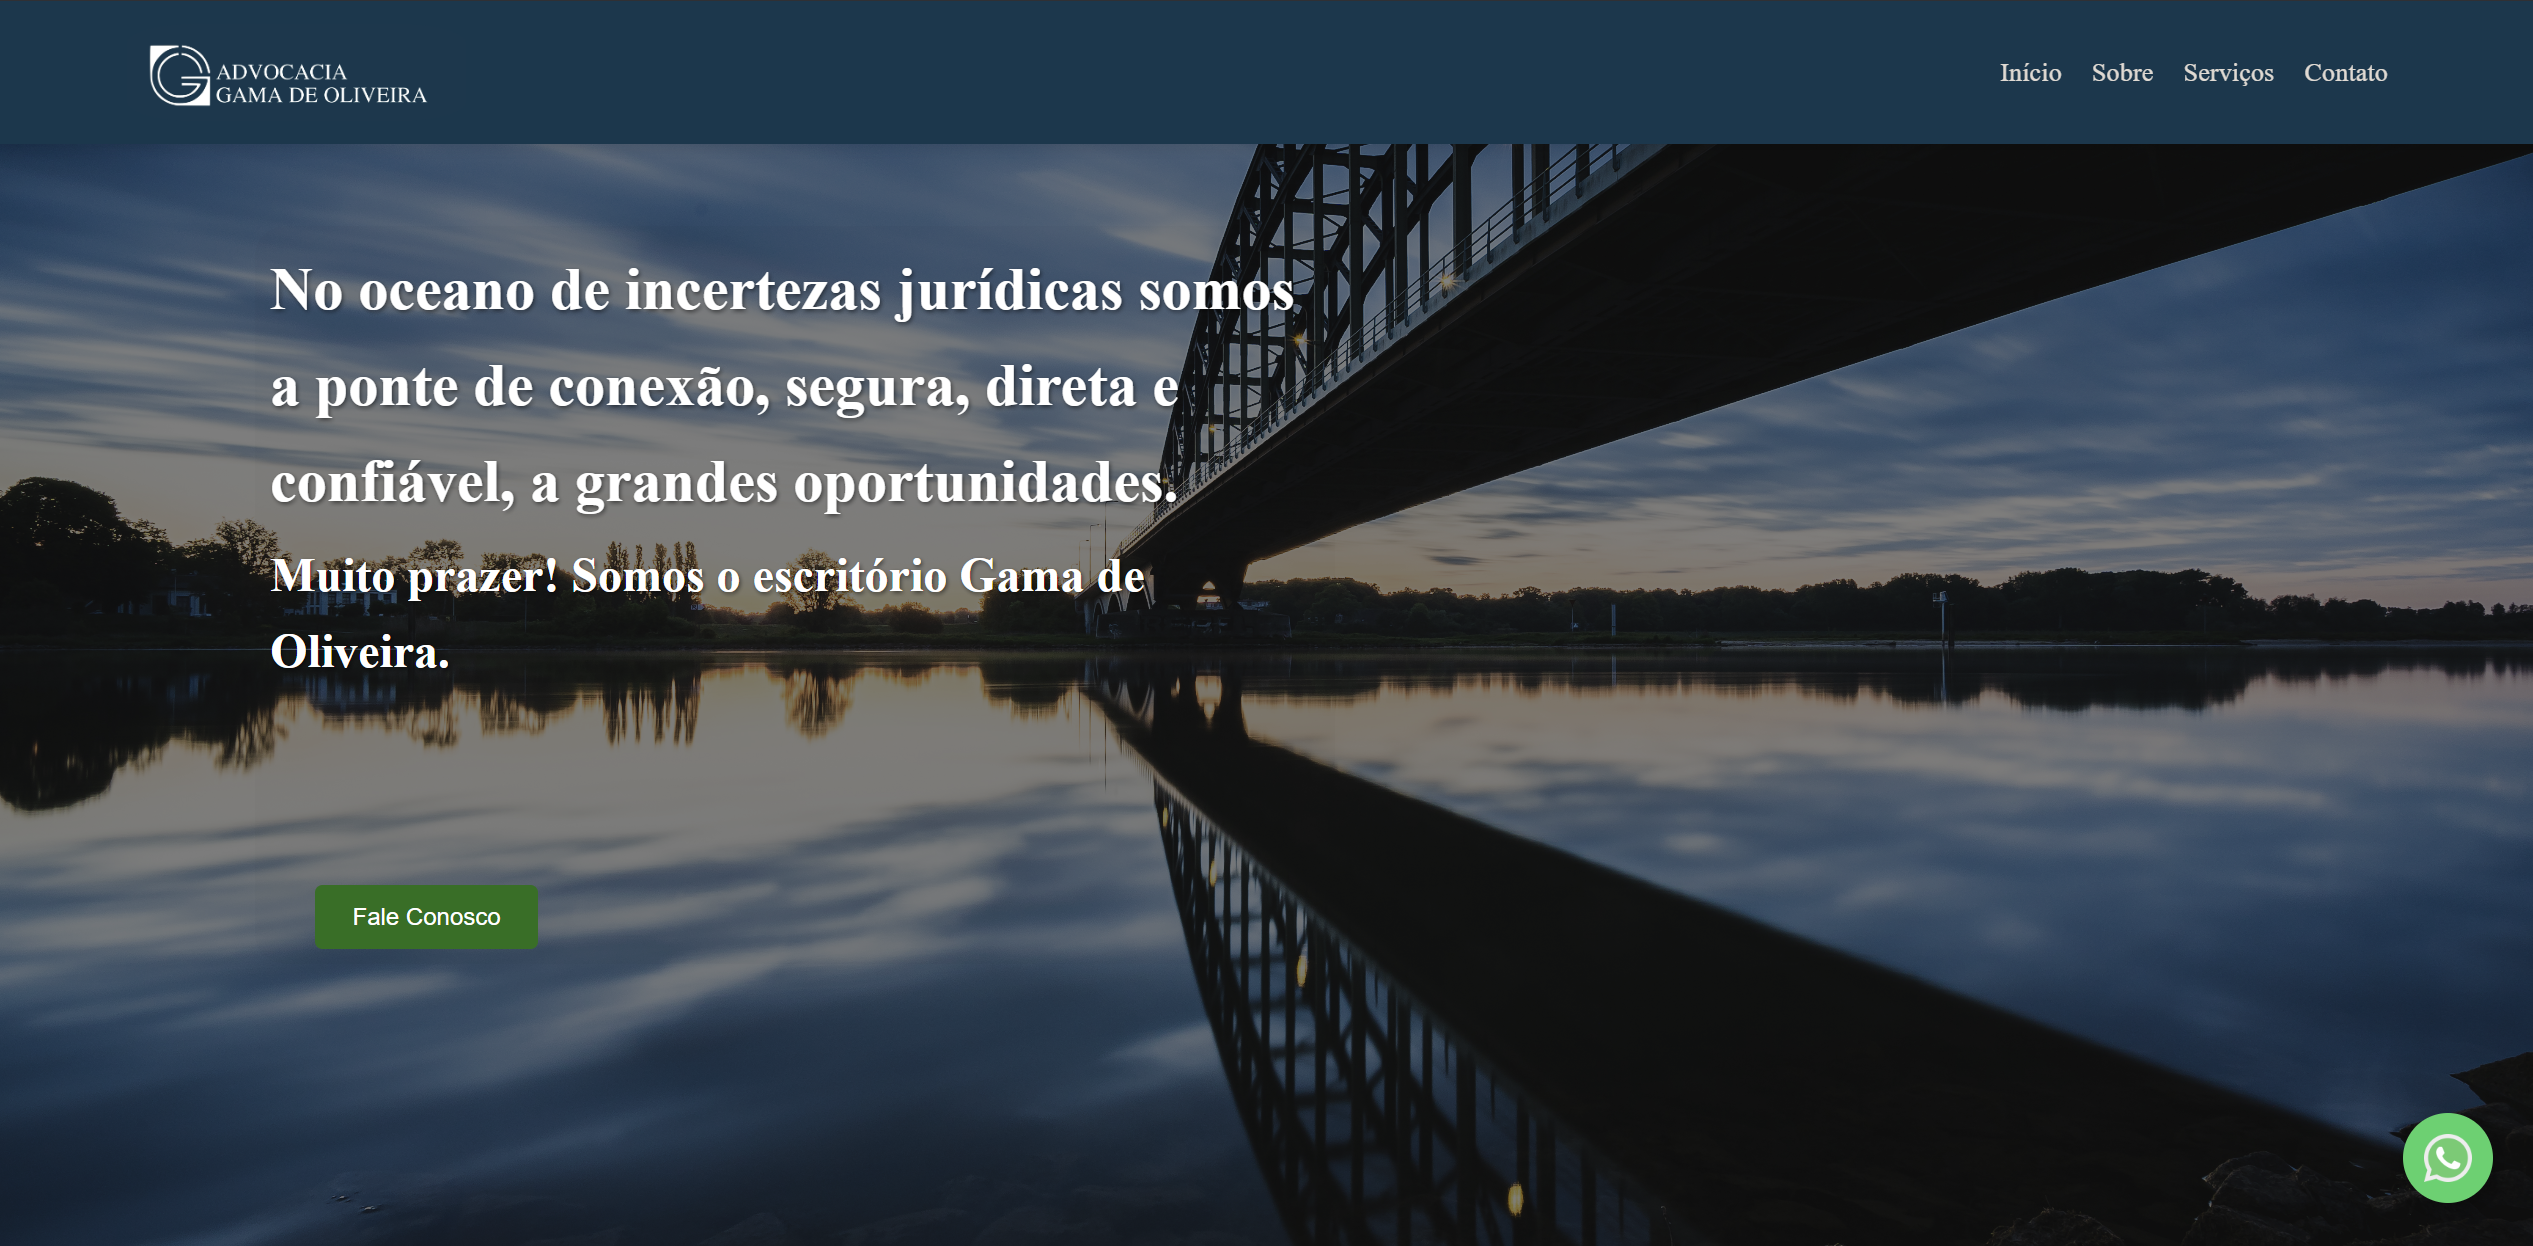 ADVOCACIA
GAMA DE OLIVEIRA
Início Sobre Serviços Contato
No oceano de incertezas jurídicas somos
a ponte de conexão, segura, direta e
confiável, a grandes oportunidades.
Muito prazer! Somos o escritório Gama de
Oliveira.
Fale Conosco